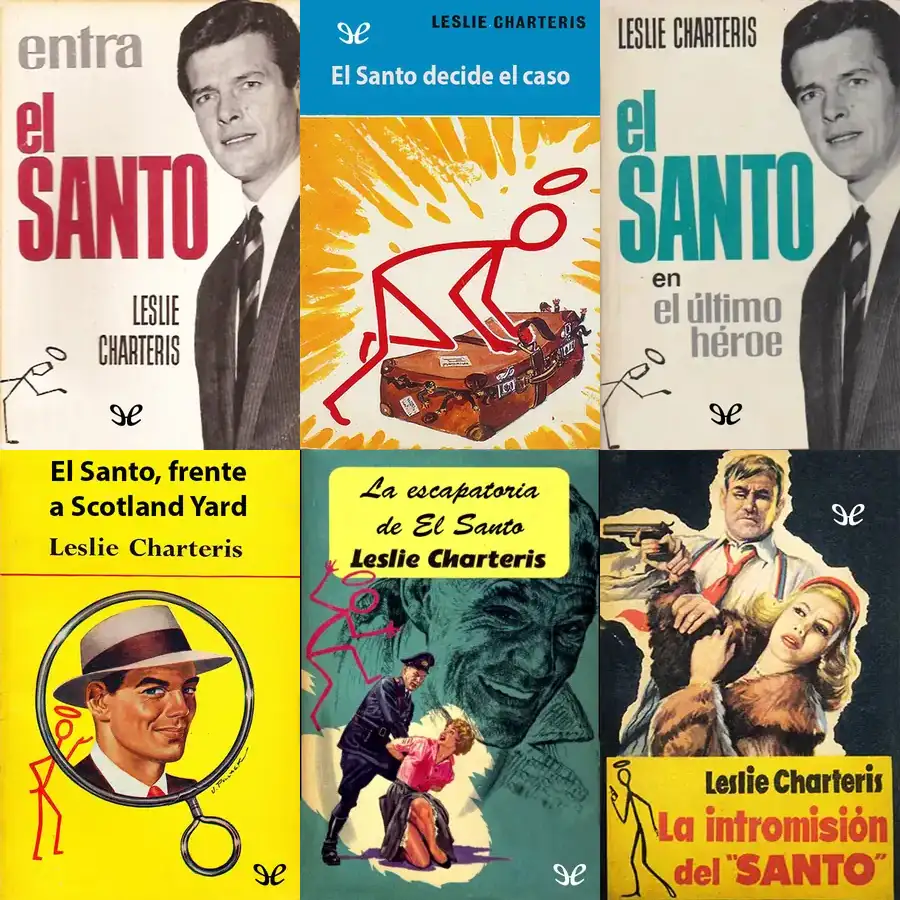 entra
el
SANTO
LESLIE
CHARTERIS
LESLIE CHARTERIS
El Santo decide el caso
LESLIE CHARTERIS
el
SANTO
en
el último
héroe
El Santo, frente
a Scotland Yard
Leslie Charteris
La escapatoria
de El Santo
Leslie Charteris
Leslie Charteris
La intromisión
del "SANTO"